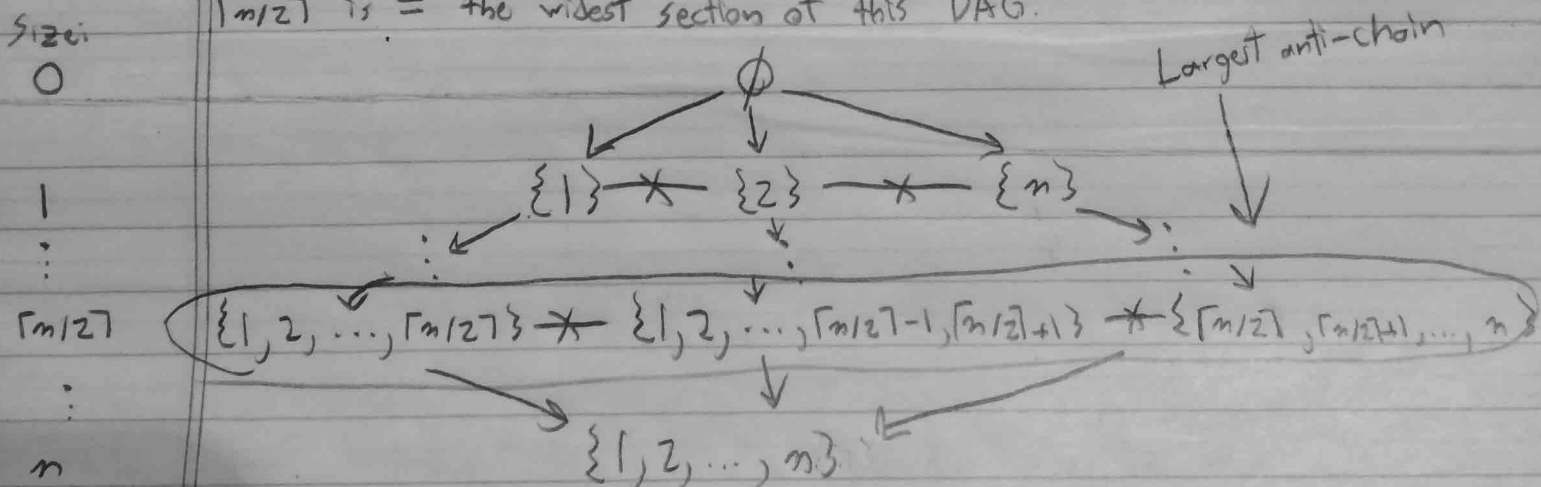 ⌈n/2⌉ is = the widest section of this DAG.
Size:
0 ∅ Largest anti-chain
1 {1} {2} {n}
⋮ ⋮ ⋮ ⋮
⌈n/2⌉ {1, 2, ..., ⌈n/2⌉} {1, 2, ..., ⌈n/2⌉-1, ⌈n/2⌉+1} {⌈n/2⌉, ⌈n/2⌉+1, ..., n}
⋮
n {1, 2, ..., n}